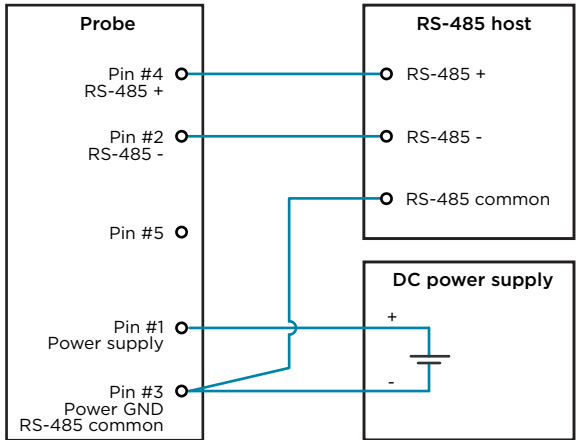 Probe
Pin #4
RS-485 +
Pin #2
RS-485 -
Pin #5
Pin #1
Power supply
Pin #3
Power GND
RS-485 common
RS-485 host
RS-485 +
RS-485 -
RS-485 common
DC power supply
+
-